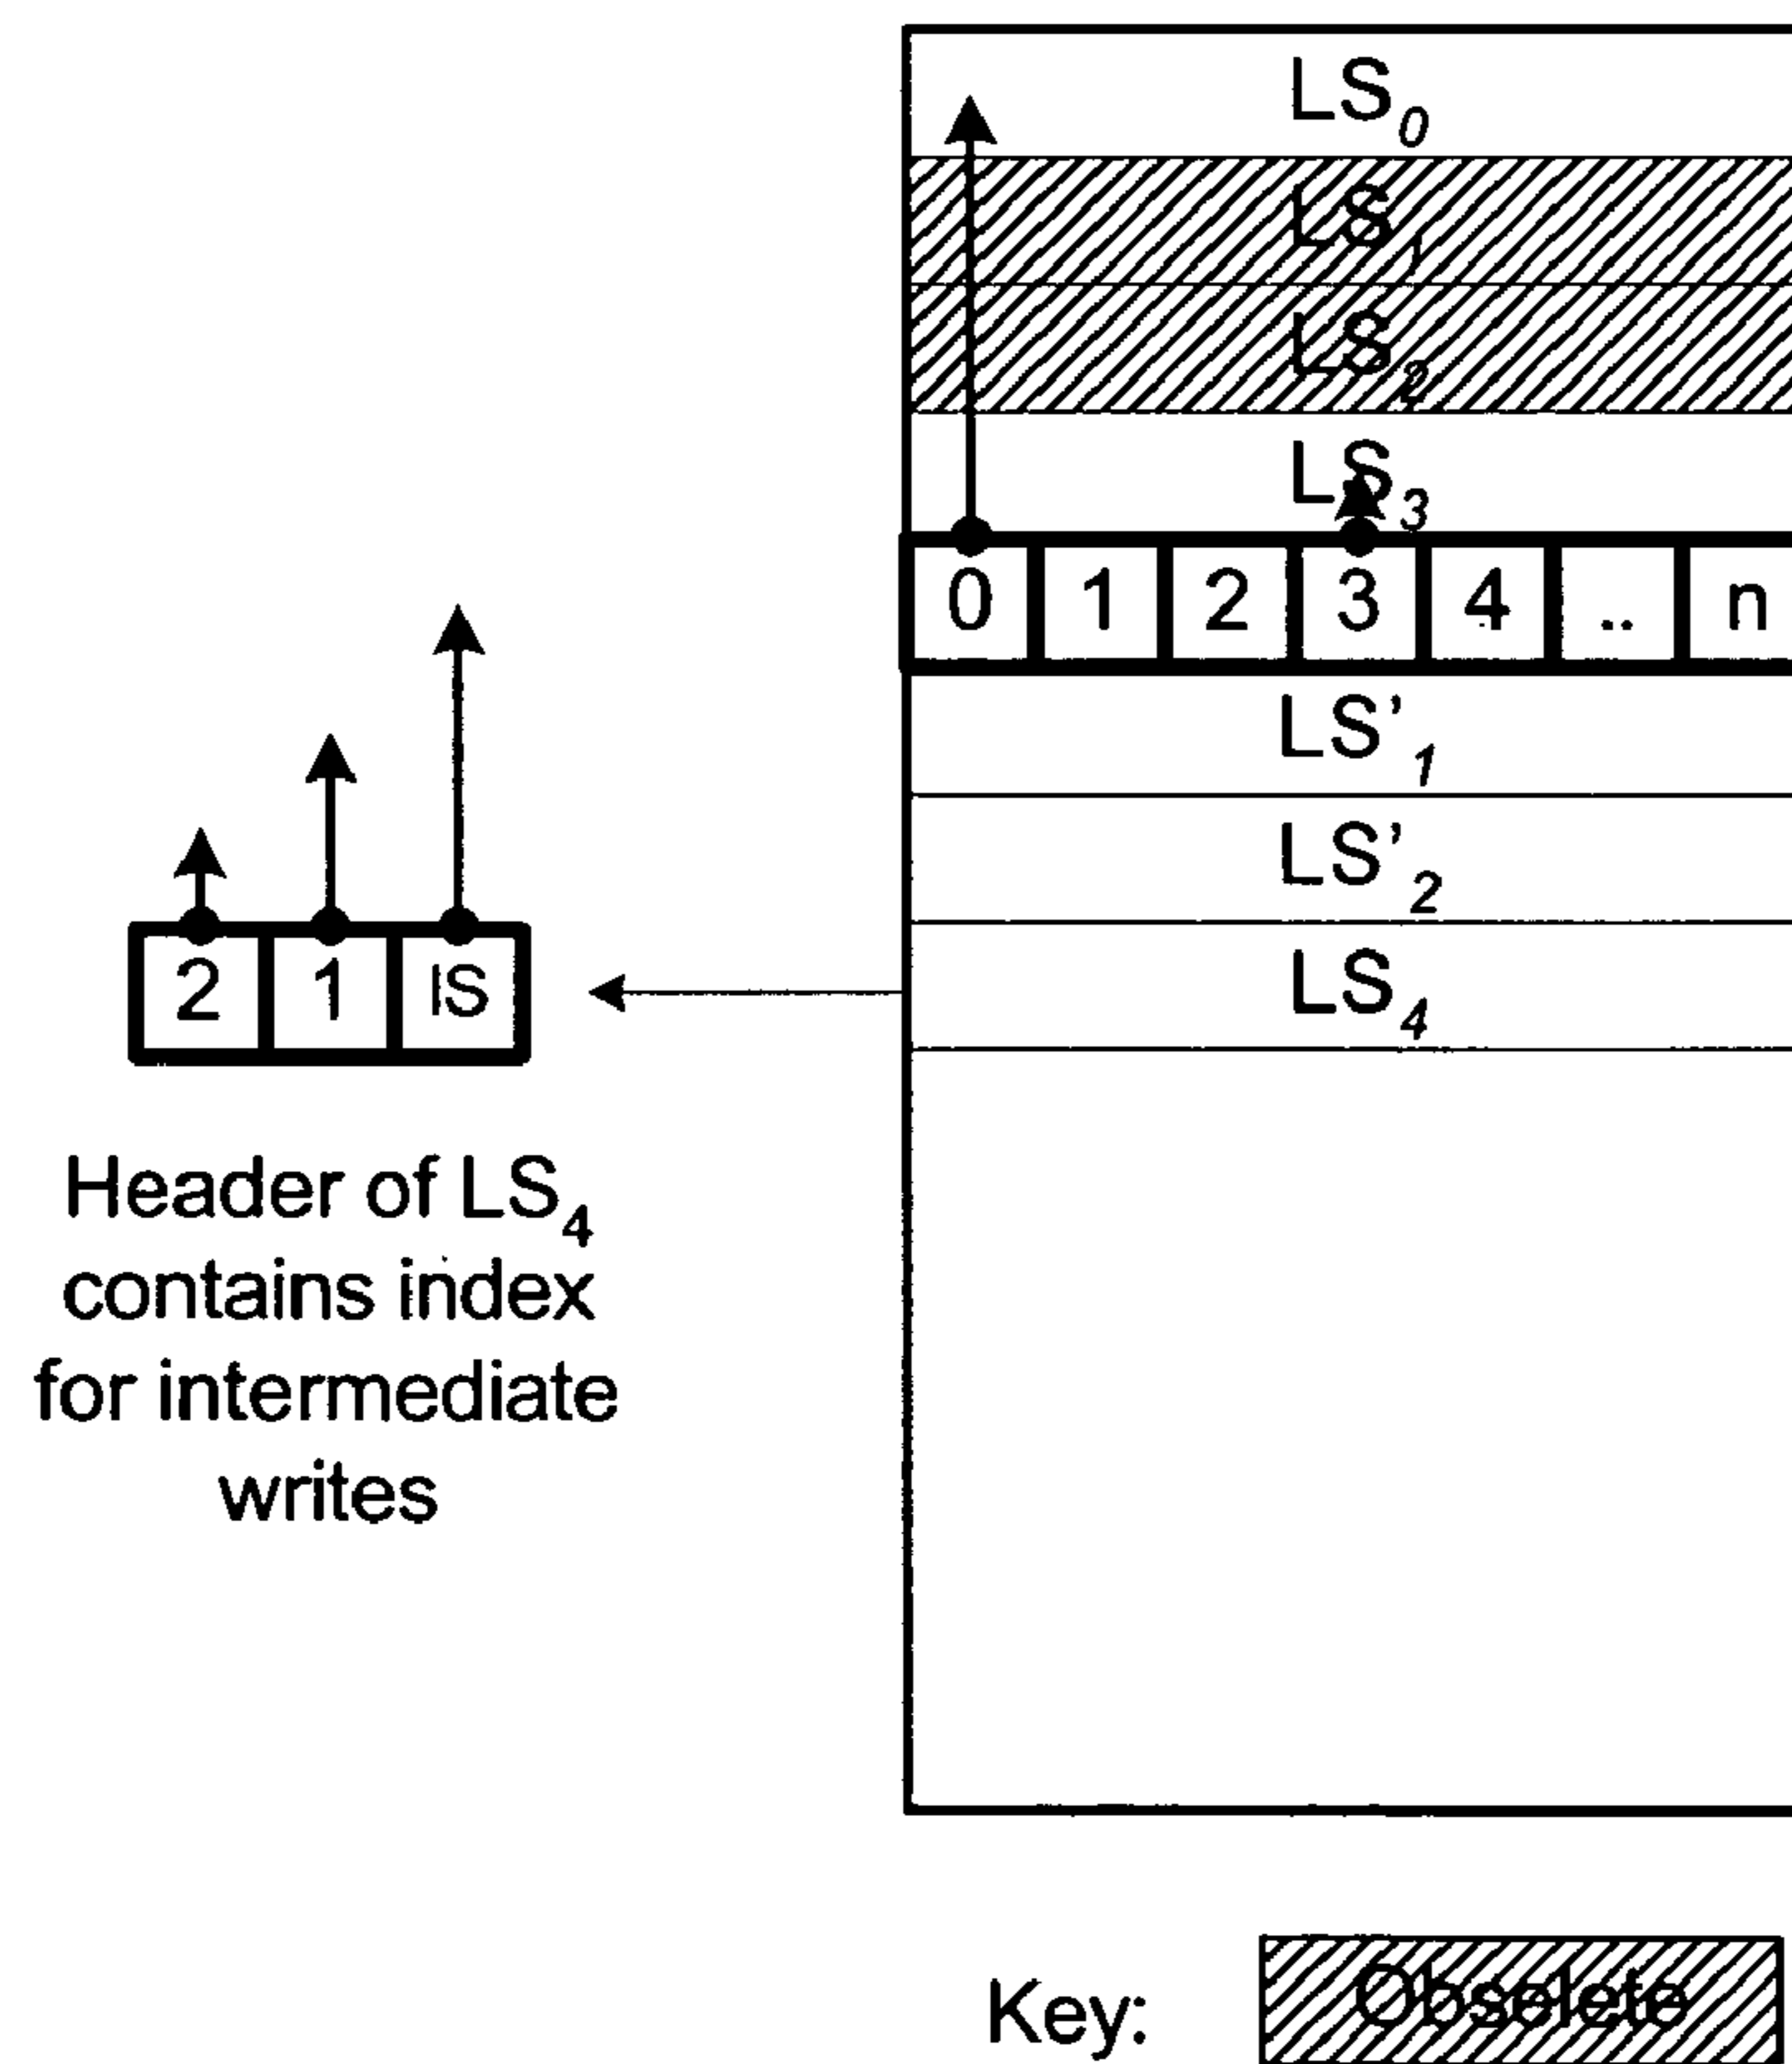 LS0
LS1
LS2
LS3
0 1 2 3 4 .. n
LS’1
LS’2
2 1 IS
LS4
Header of LS4
contains index
for intermediate
writes
Key: Obselete